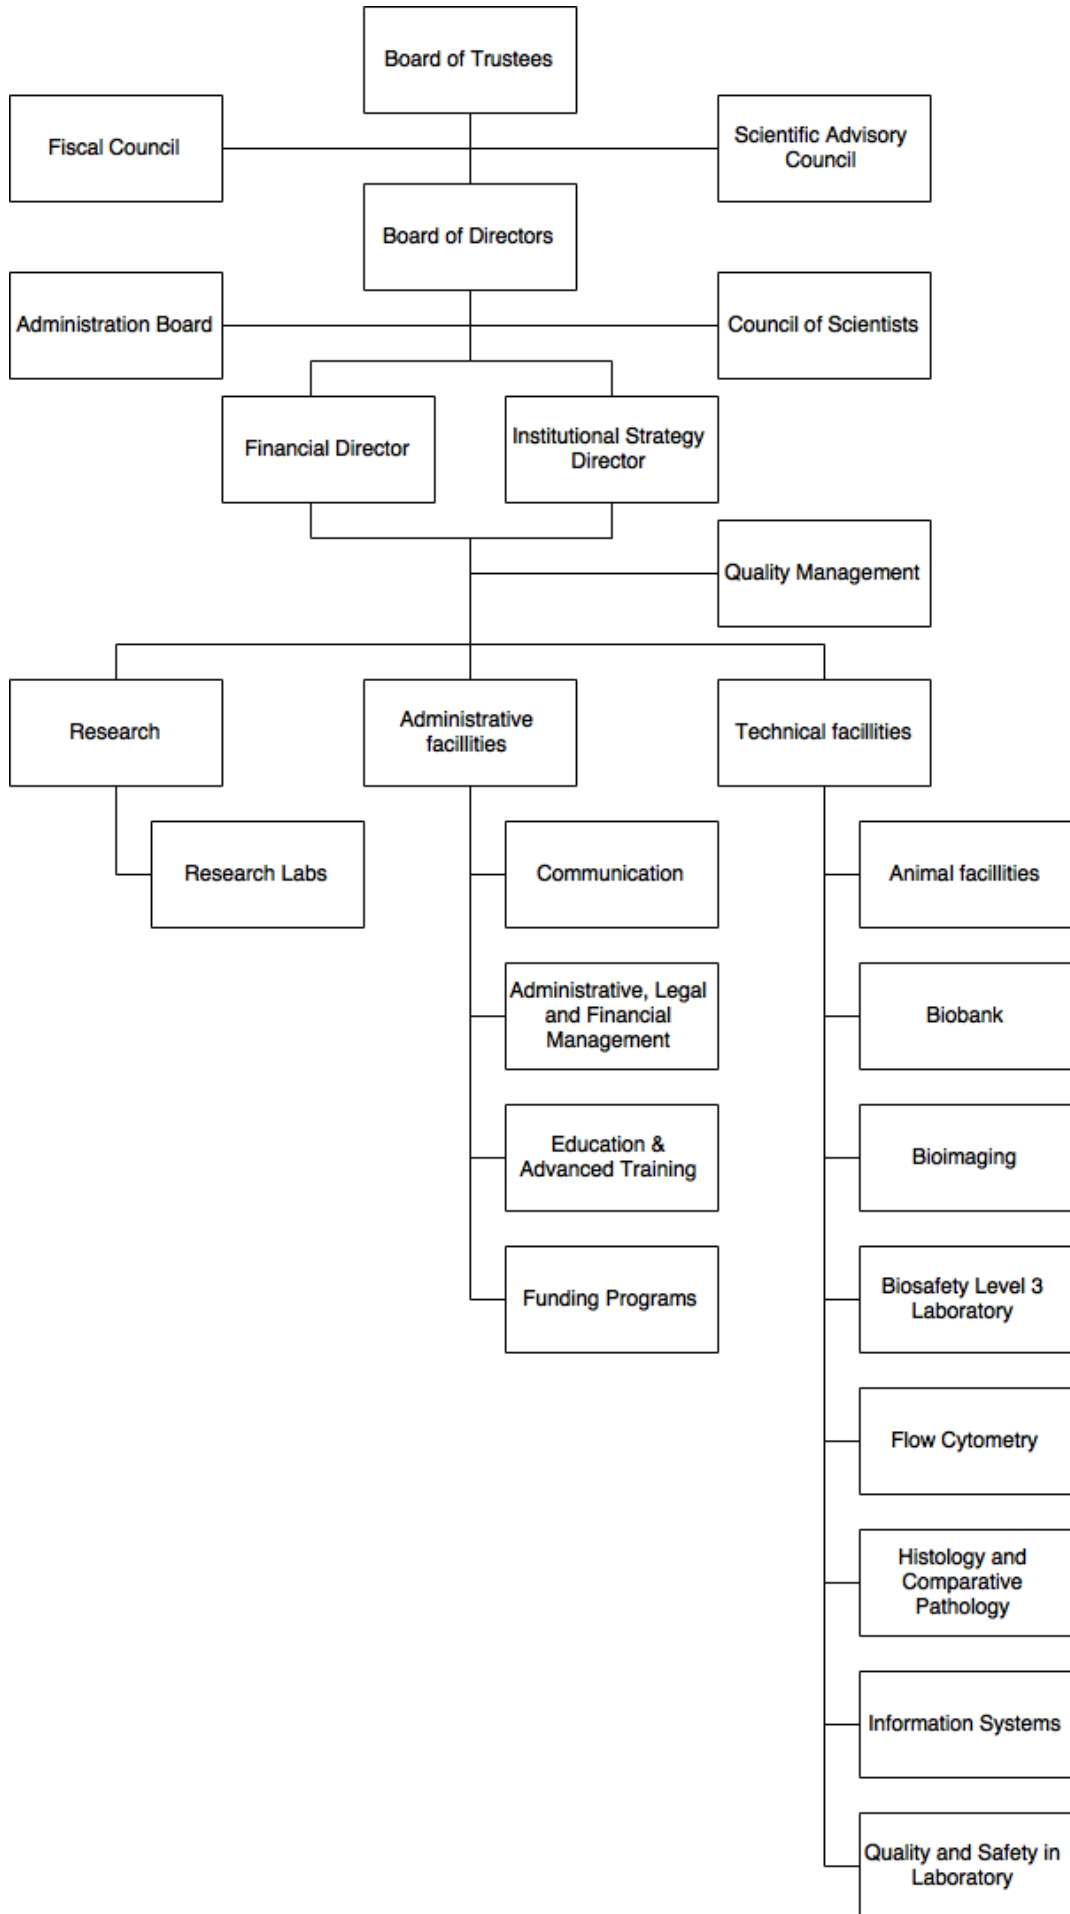 Board of Trustees
Fiscal Council
Scientific Advisory
Council
Board of Directors
Administration Board
Council of Scientists
Financial Director
Institutional Strategy
Director
Quality Management
Research
Administrative
facillities
Technical facillities
Research Labs
Communication
Animal facillities
Administrative, Legal
and Financial
Management
Biobank
Education &
Advanced Training
Bioimaging
Funding Programs
Biosafety Level 3
Laboratory
Flow Cytometry
Histology and
Comparative
Pathology
Information Systems
Quality and Safety in
Laboratory